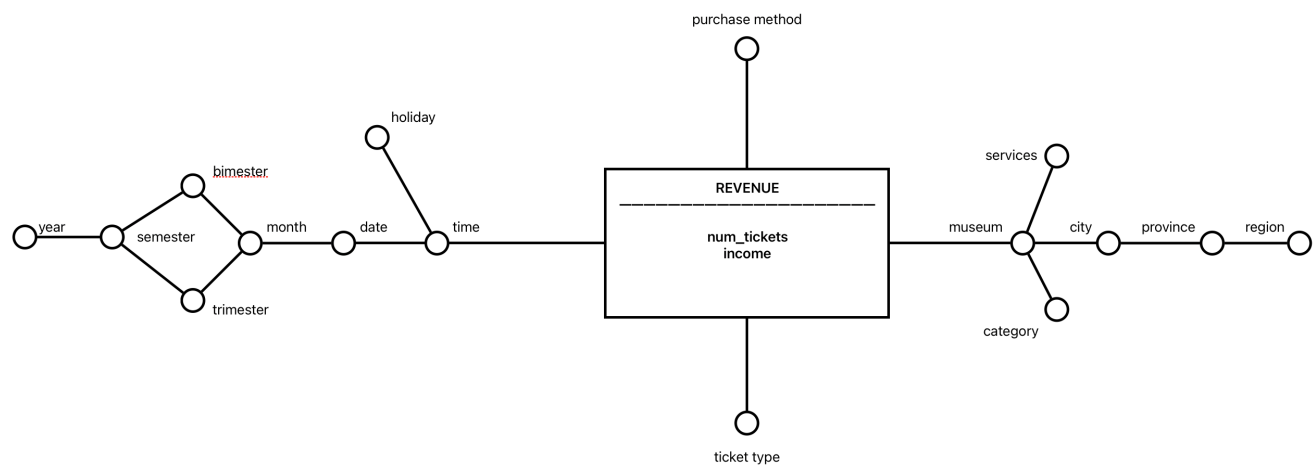 purchase method
holiday
services
bimester
REVENUE
year
semester
month
date
time
num_tickets
income
museum
city
province
region
trimester
category
ticket type